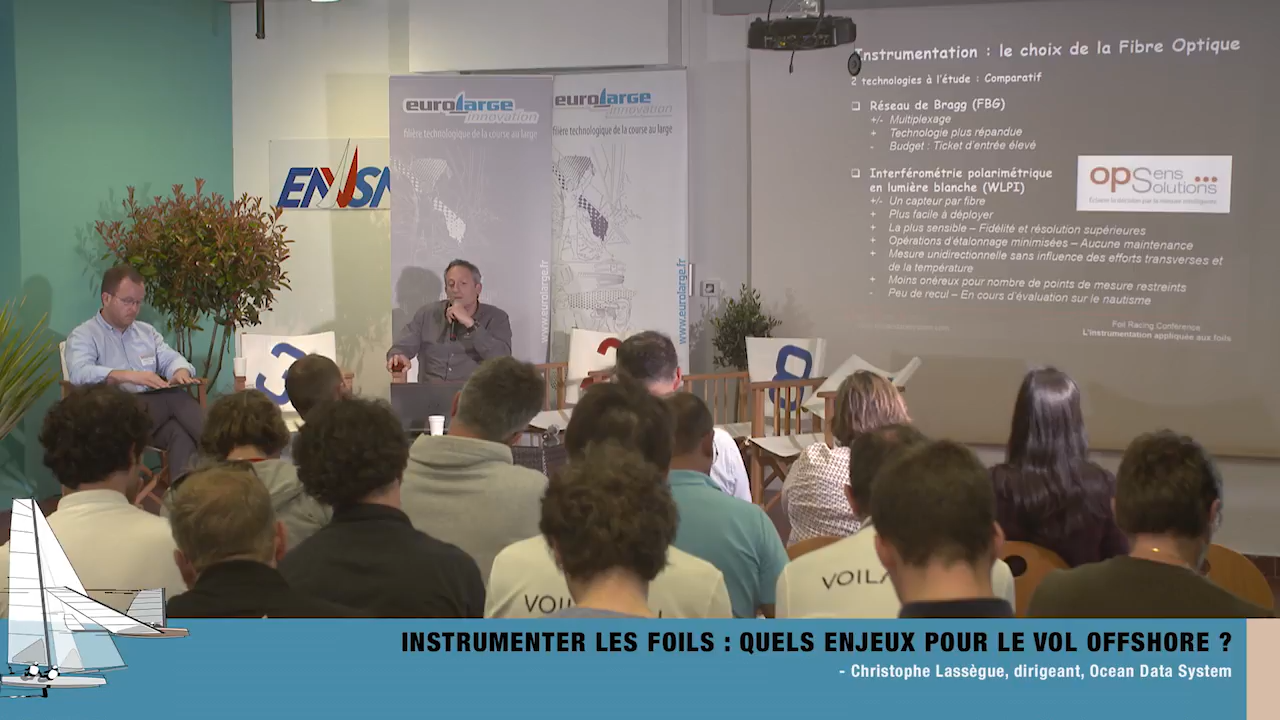 Instrumentation : le choix de la Fibre Optique
2 technologies à l'étude : Comparatif
Réseau de Bragg (FBG)
+/- Multiplexage
+ Technologie plus répandue
- Budget : Ticket d'entrée élevé
Interférométrie polarimétrique
en lumière blanche (WLPI)
+/- Un capteur par fibre
+ Plus facile à déployer
+ La plus sensible – Fidélité et résolution supérieures
+ Opérations d'étalonnage minimisées – Aucune maintenance
+ Mesure unidirectionnelle sans influence des efforts transverses et
de la température
+ Moins onéreux pour nombre de points de mesure restreints
- Peu de recul – En cours d'évaluation sur le nautisme
opSens
Solutions
Foil Racing Conférence
L'instrumentation appliquée aux foils
eurolarge
innovation
filière technologique de la course au large
www.eurolarge.fr
eurolarge
innovation
filière technologique de la course au large
www.eurolarge.fr
ENVSN
3
2
8
VOIL
VOILA
INSTRUMENTER LES FOILS : QUELS ENJEUX POUR LE VOL OFFSHORE ?
- Christophe Lassègue, dirigeant, Ocean Data System